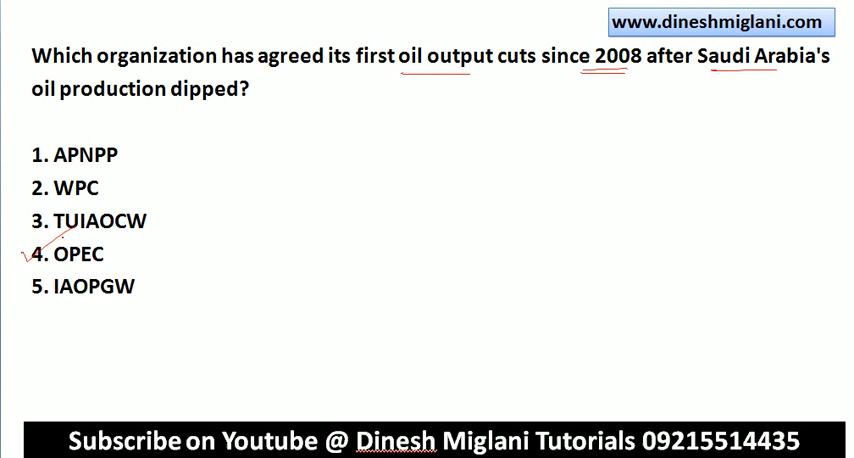 www.dineshmiglani.com
Which organization has agreed its first oil output cuts since 2008 after Saudi Arabia's
oil production dipped?
1. APNPP
2. WPC
3. TUIAOCW
4. OPEC
5. IAOPGW
Subscribe on Youtube @ Dinesh Miglani Tutorials 09215514435